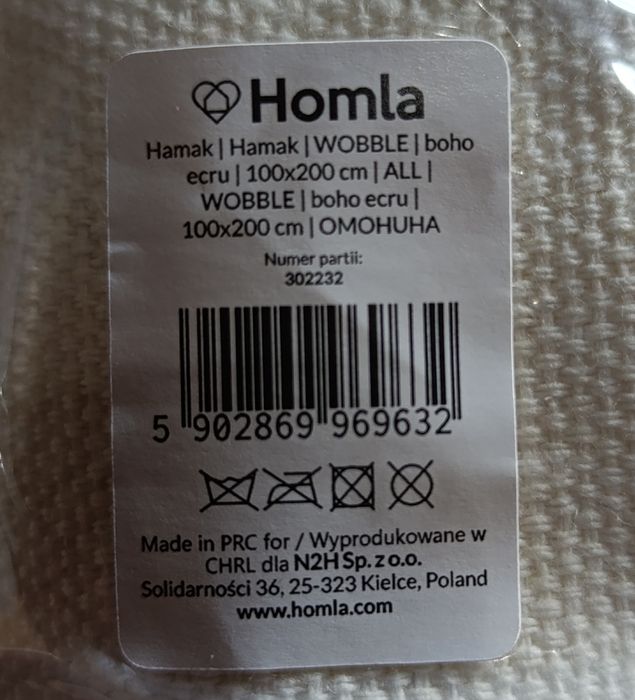 Homla
Hamak | Hamak | WOBBLE | boho
ecru | 100x200 cm | ALL |
WOBBLE | boho ecru |
100x200 cm | OMOHUHA
Numer partii:
302232
5 902869 969632
Made in PRC for / Wyprodukowane w
CHRL dla N2H Sp. z o.o.
Solidarności 36, 25-323 Kielce, Poland
www.homla.com